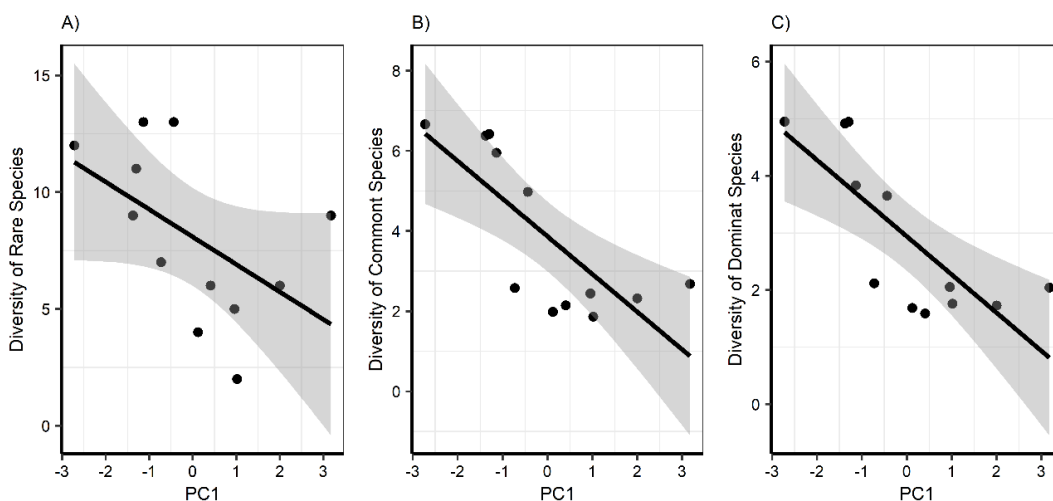 A)
Diversity of Rare Species
15
10
5
0
-3 -2 -1 0 1 2 3
PC1
B)
Diversity of Commont Species
8
6
4
2
0
-3 -2 -1 0 1 2 3
PC1
C)
Diversity of Dominat Species
6
4
2
0
-3 -2 -1 0 1 2 3
PC1